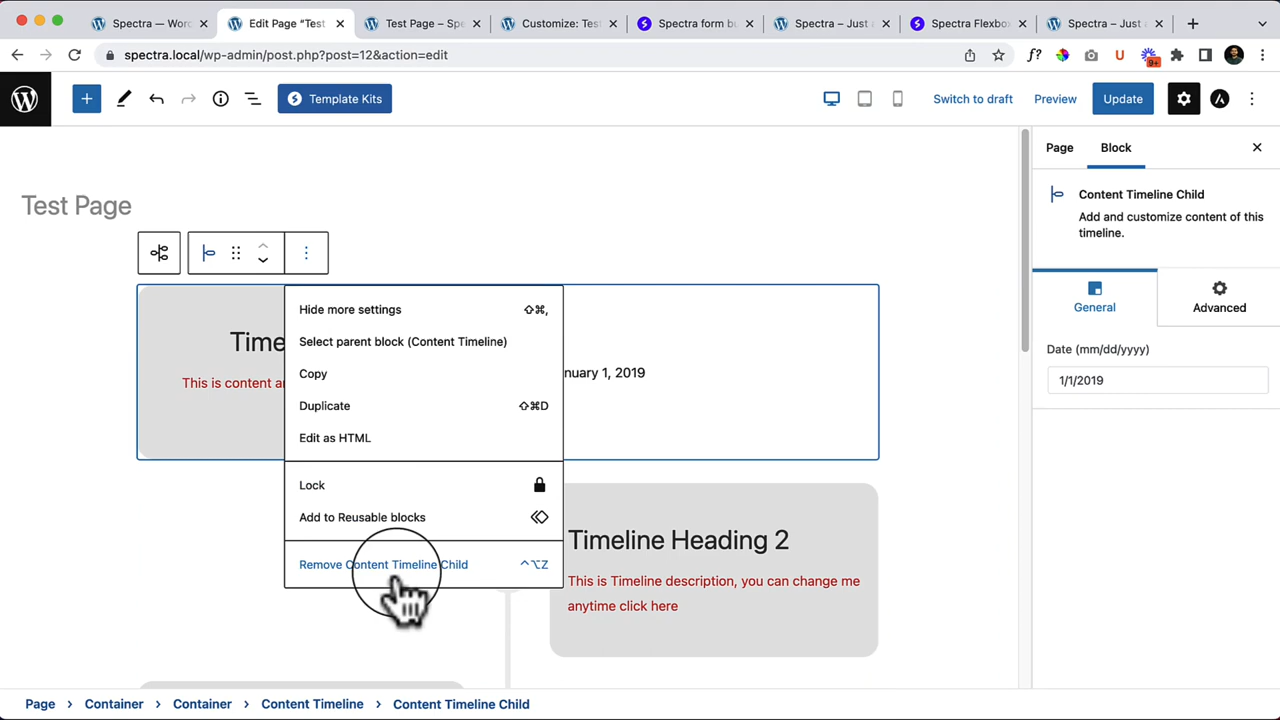 Spectra — Wor
Edit Page "Test
Test Page – Spe
Customize: Test
Spectra form bu
Spectra – Just a
Spectra Flexbo
Spectra – Just a
spectra.local/wp-admin/post.php?post=12&action=edit
f?
U
9+
Template Kits
Switch to draft
Preview
Update
Page
Block
Test Page
Content Timeline Child
Add and customize content of this
timeline.
General
Advanced
Date (mm/dd/yyyy)
1/1/2019
Time
This is content ar
nuary 1, 2019
Hide more settings ⇧⌘,
Select parent block (Content Timeline)
Copy
Duplicate ⇧⌘D
Edit as HTML
Lock
Add to Reusable blocks
Remove Content Timeline Child ⌃⌥Z
Timeline Heading 2
This is Timeline description, you can change me
anytime click here
Page › Container › Container › Content Timeline › Content Timeline Child